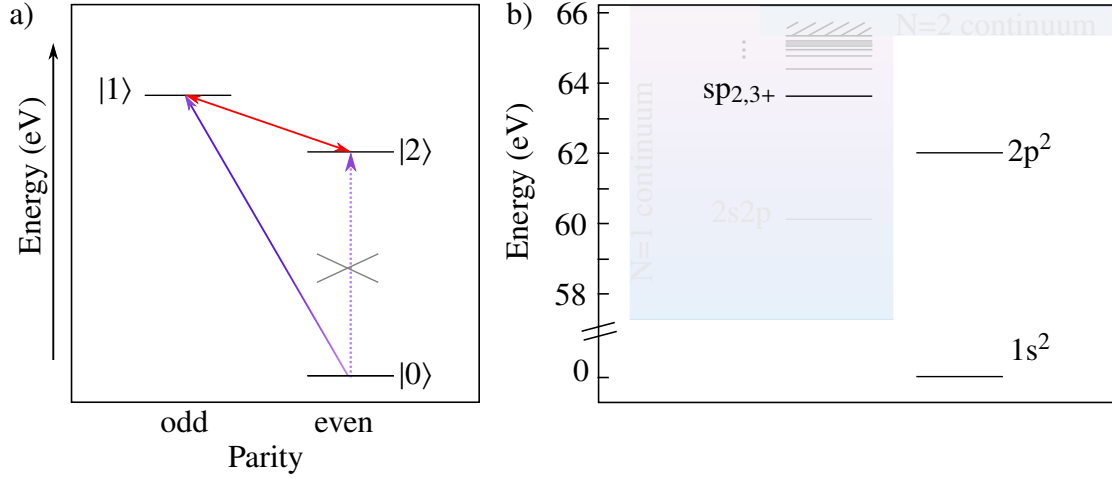 a)
Energy (eV)
|1⟩
|2⟩
|0⟩
odd even
Parity
b)
Energy (eV)
66
64
62
60
58
0
N=2 continuum
N=1 continuum
sp2,3+
2p²
2s2p
1s²